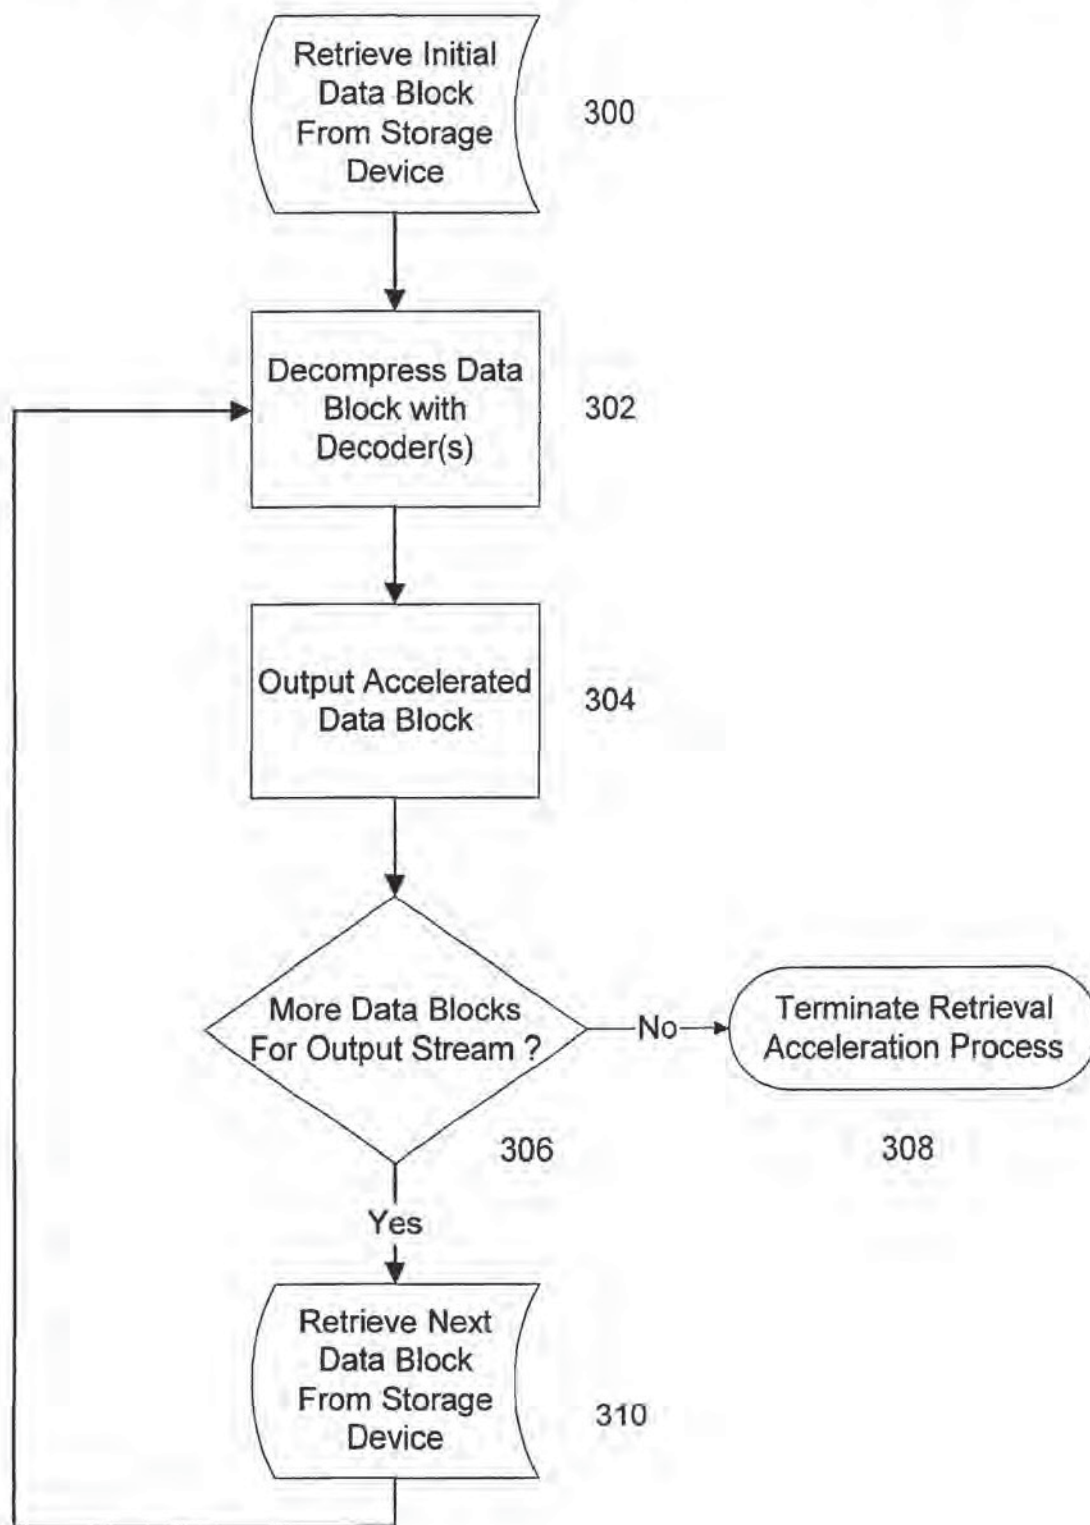 Retrieve Initial
Data Block
From Storage
Device
300
Decompress Data
Block with
Decoder(s)
302
Output Accelerated
Data Block
304
More Data Blocks
For Output Stream ?
306
No
Terminate Retrieval
Acceleration Process
308
Yes
Retrieve Next
Data Block
From Storage
Device
310